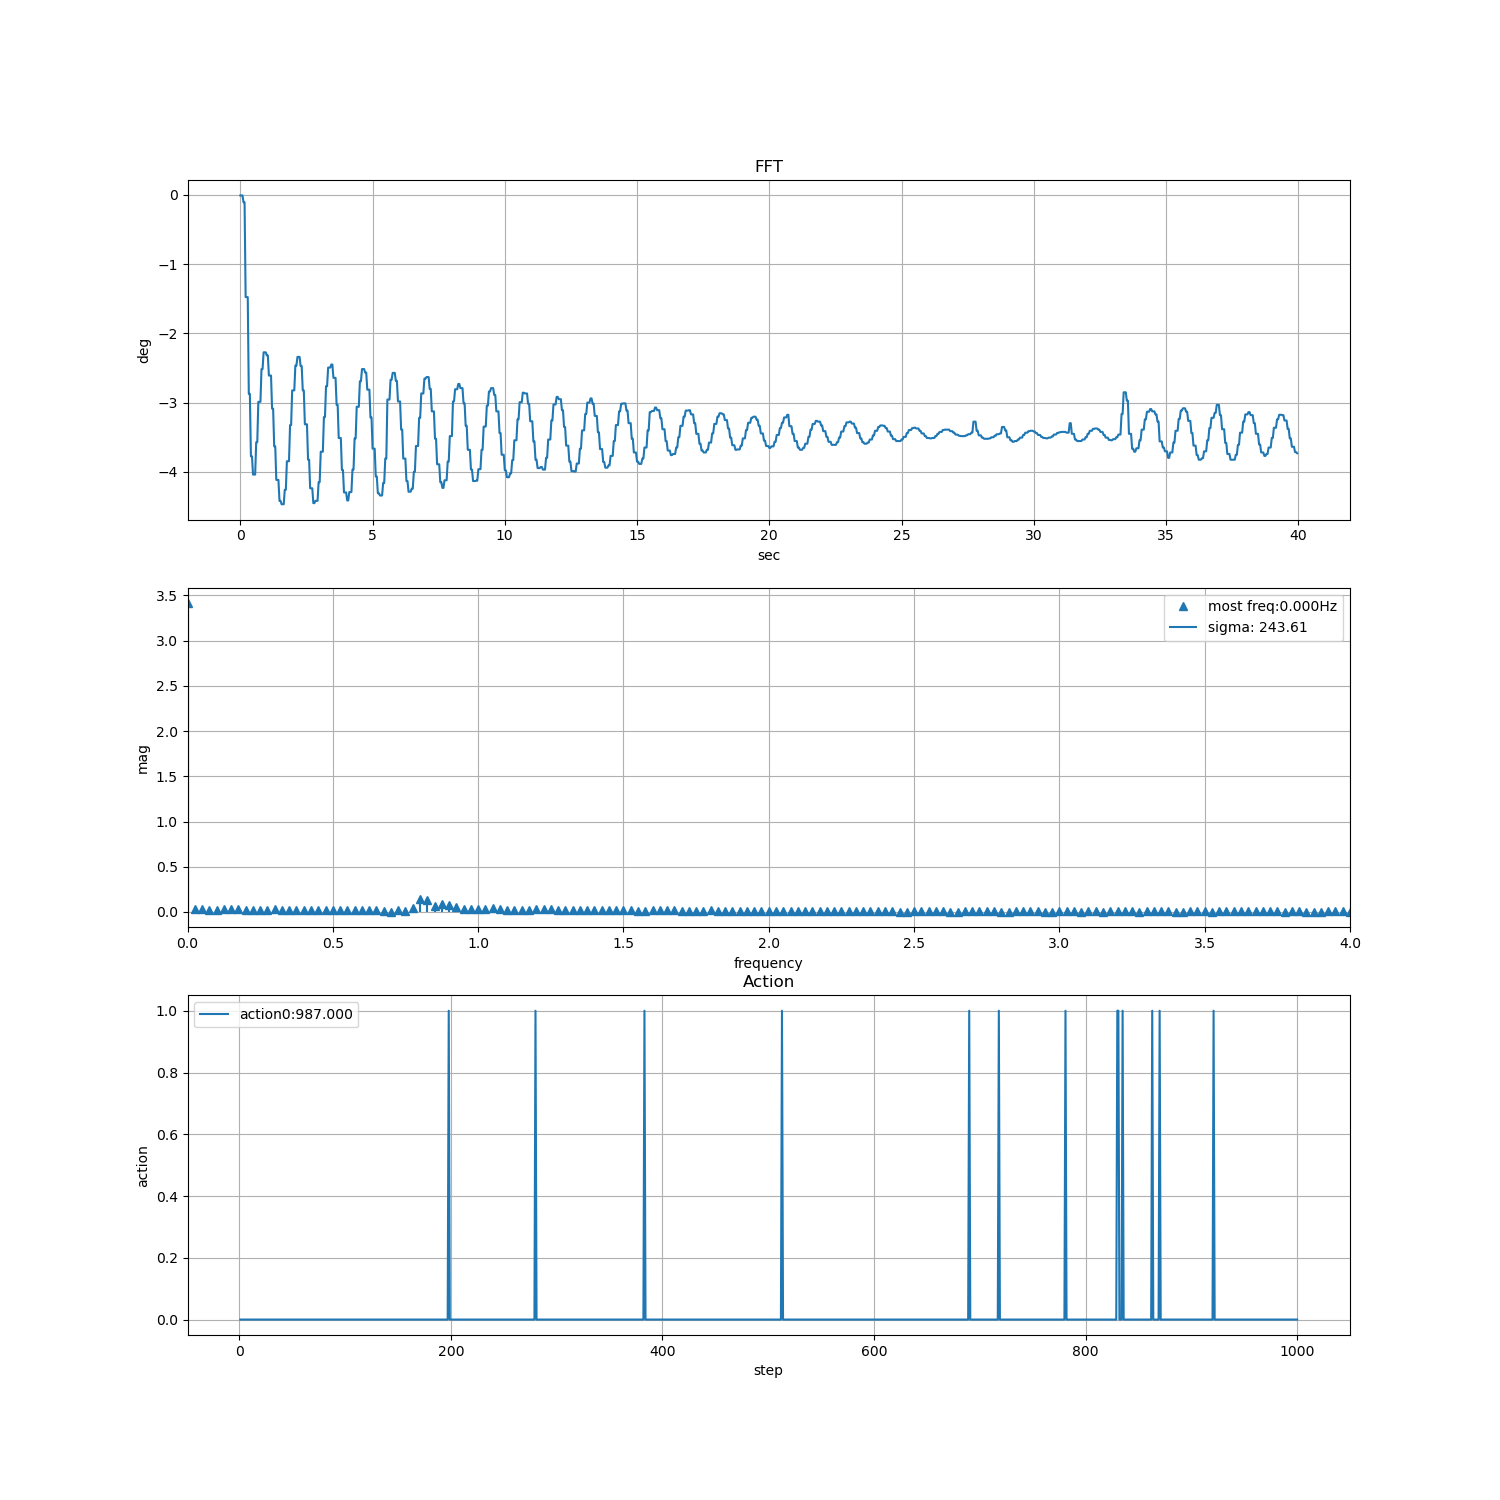 FFT
0
−1
−2
−3
−4
deg
0 5 10 15 20 25 30 35 40
sec
3.5
3.0
2.5
2.0
1.5
1.0
0.5
0.0
mag
most freq:0.000Hz
sigma: 243.61
0.0 0.5 1.0 1.5 2.0 2.5 3.0 3.5 4.0
frequency
Action
1.0
0.8
0.6
0.4
0.2
0.0
action
action0:987.000
0 200 400 600 800 1000
step